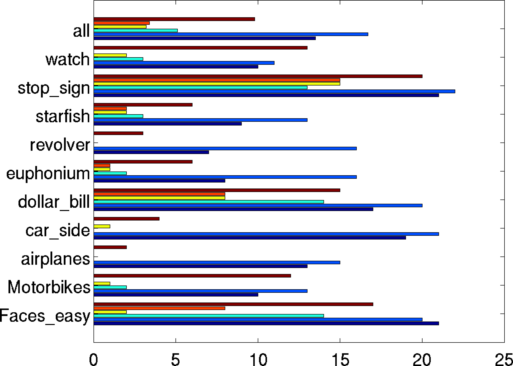 all
watch
stop_sign
starfish
revolver
euphonium
dollar_bill
car_side
airplanes
Motorbikes
Faces_easy
0 5 10 15 20 25